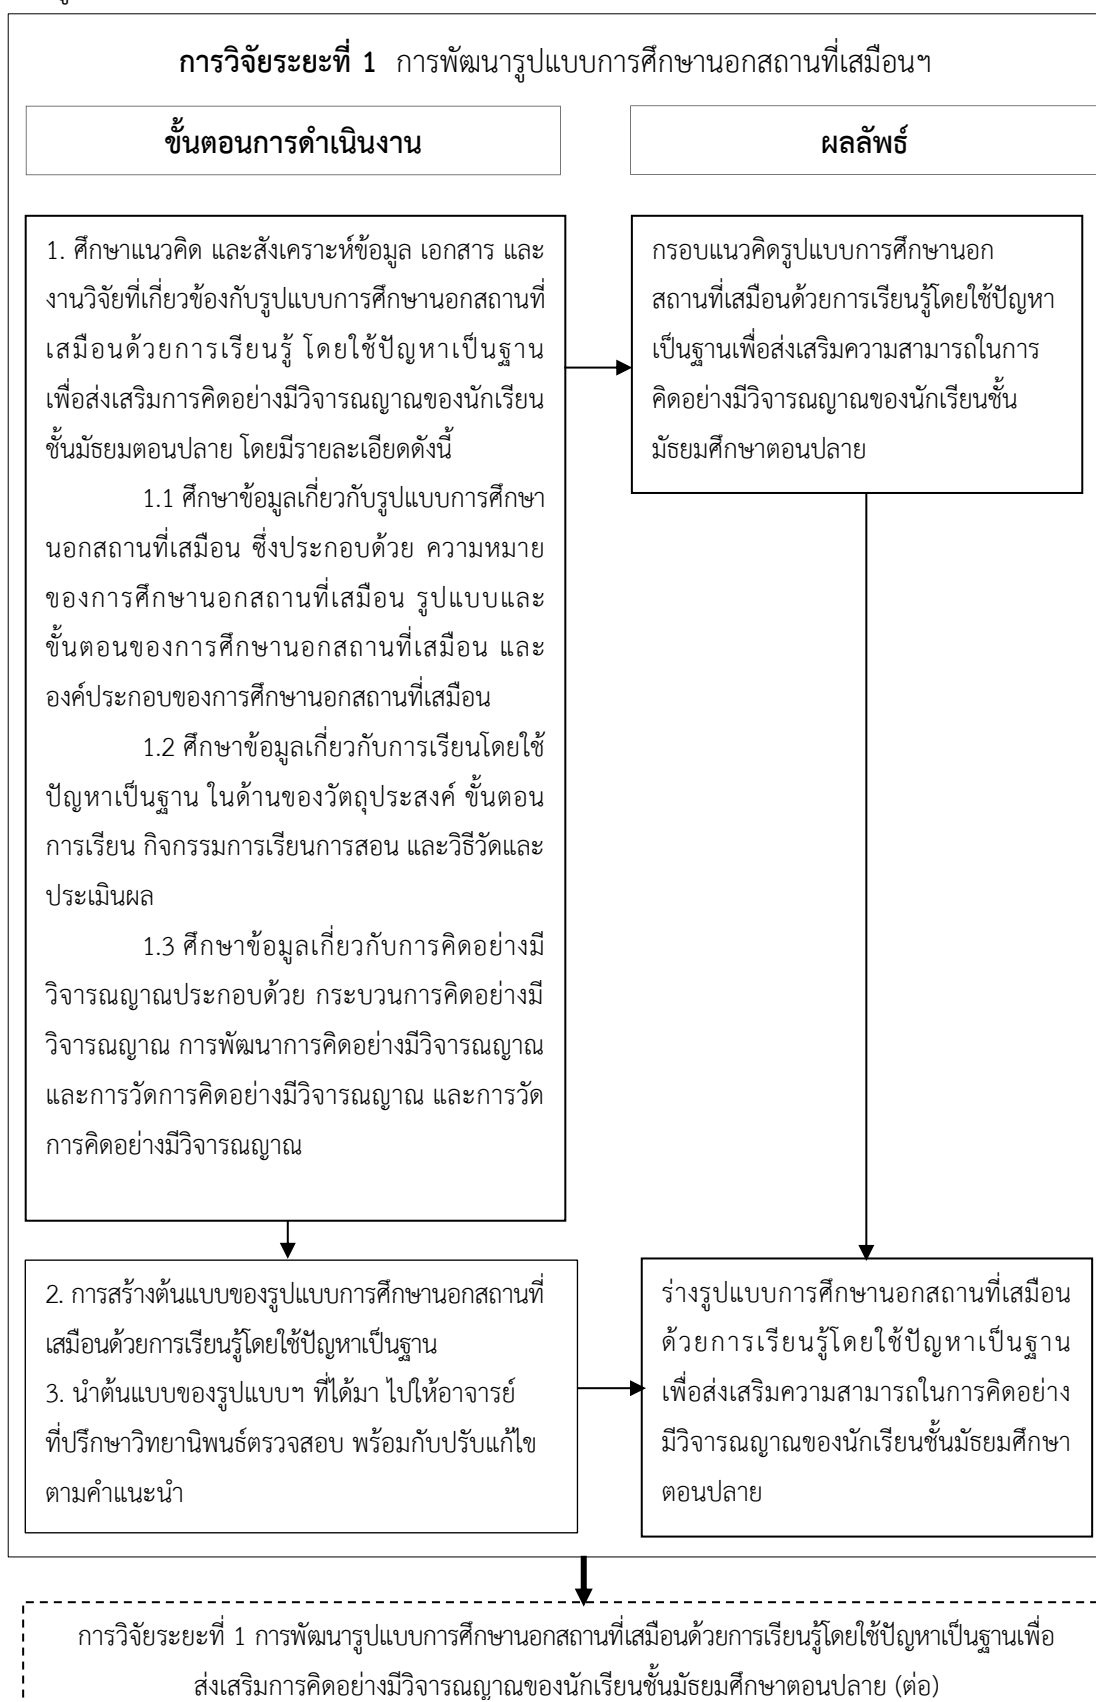 การวิจัยระยะที่ 1 การพัฒนารูปแบบการศึกษานอกสถานที่เสมือนฯ
ขั้นตอนการดำเนินงาน
ผลลัพธ์
1. ศึกษาแนวคิด และสังเคราะห์ข้อมูล เอกสาร และ
งานวิจัยที่เกี่ยวข้องกับรูปแบบการศึกษานอกสถานที่
เสมือนด้วยการเรียนรู้ โดยใช้ปัญหาเป็นฐาน
เพื่อส่งเสริมการคิดอย่างมีวิจารณญาณของนักเรียน
ชั้นมัธยมตอนปลาย โดยมีรายละเอียดดังนี้
1.1 ศึกษาข้อมูลเกี่ยวกับรูปแบบการศึกษา
นอกสถานที่เสมือน ซึ่งประกอบด้วย ความหมาย
ของการศึกษานอกสถานที่เสมือน รูปแบบและ
ขั้นตอนของการศึกษานอกสถานที่เสมือน และ
องค์ประกอบของการศึกษานอกสถานที่เสมือน
1.2 ศึกษาข้อมูลเกี่ยวกับการเรียนโดยใช้
ปัญหาเป็นฐาน ในด้านของวัตถุประสงค์ ขั้นตอน
การเรียน กิจกรรมการเรียนการสอน และวิธีวัดและ
ประเมินผล
1.3 ศึกษาข้อมูลเกี่ยวกับการคิดอย่างมี
วิจารณญาณประกอบด้วย กระบวนการคิดอย่างมี
วิจารณญาณ การพัฒนาการคิดอย่างมีวิจารณญาณ
และการวัดการคิดอย่างมีวิจารณญาณ และการวัด
การคิดอย่างมีวิจารณญาณ
กรอบแนวคิดรูปแบบการศึกษานอก
สถานที่เสมือนด้วยการเรียนรู้โดยใช้ปัญหา
เป็นฐานเพื่อส่งเสริมความสามารถในการ
คิดอย่างมีวิจารณญาณของนักเรียนชั้น
มัธยมศึกษาตอนปลาย
2. การสร้างต้นแบบของรูปแบบการศึกษานอกสถานที่
เสมือนด้วยการเรียนรู้โดยใช้ปัญหาเป็นฐาน
3. นำต้นแบบของรูปแบบฯ ที่ได้มา ไปให้อาจารย์
ที่ปรึกษาวิทยานิพนธ์ตรวจสอบ พร้อมกับปรับแก้ไข
ตามคำแนะนำ
ร่างรูปแบบการศึกษานอกสถานที่เสมือน
ด้วยการเรียนรู้โดยใช้ปัญหาเป็นฐาน
เพื่อส่งเสริมความสามารถในการคิดอย่าง
มีวิจารณญาณของนักเรียนชั้นมัธยมศึกษา
ตอนปลาย
การวิจัยระยะที่ 1 การพัฒนารูปแบบการศึกษานอกสถานที่เสมือนด้วยการเรียนรู้โดยใช้ปัญหาเป็นฐานเพื่อ
ส่งเสริมการคิดอย่างมีวิจารณญาณของนักเรียนชั้นมัธยมศึกษาตอนปลาย (ต่อ)